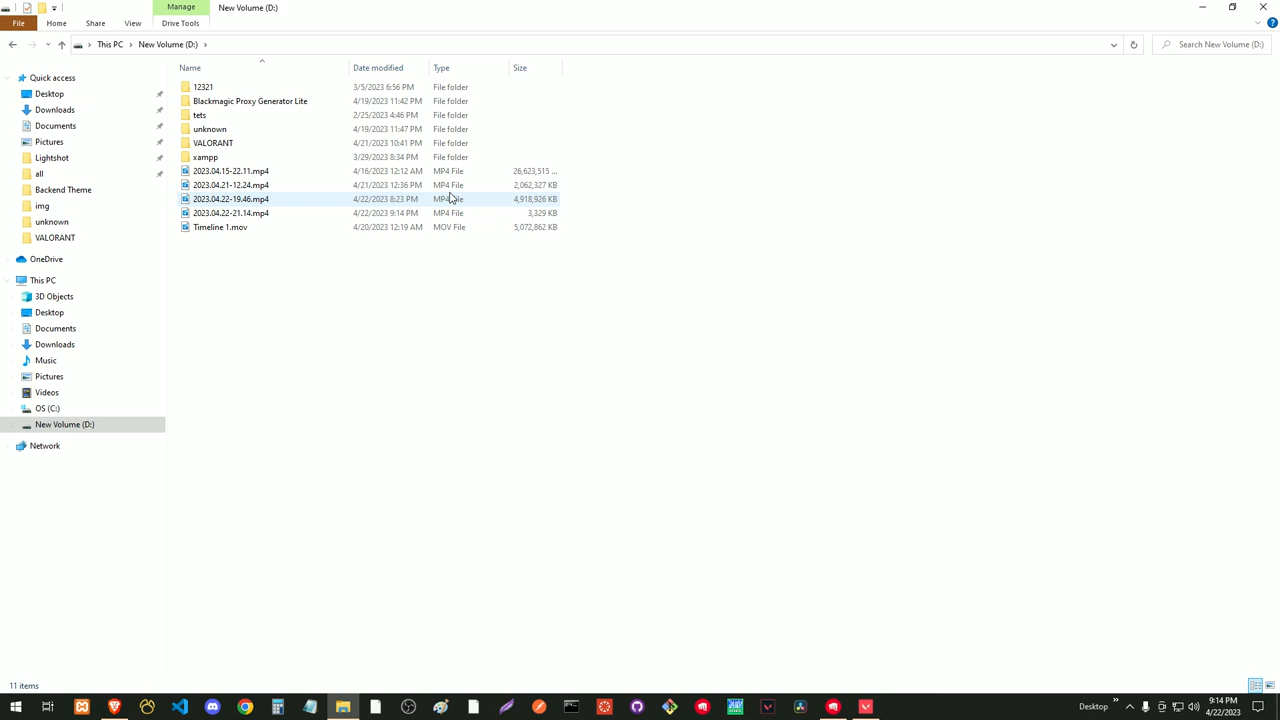 Manage
New Volume (D:)
File
Home
Share
View
Drive Tools
This PC
New Volume (D:)
Search New Volume (D:)
Name
Date modified
Type
Size
Quick access
Desktop
Downloads
Documents
Pictures
Lightshot
all
Backend Theme
img
unknown
VALORANT
OneDrive
This PC
3D Objects
Desktop
Documents
Downloads
Music
Pictures
Videos
OS (C:)
New Volume (D:)
Network
12321 3/5/2023 6:56 PM File folder
Blackmagic Proxy Generator Lite 4/19/2023 11:42 PM File folder
tets 2/25/2023 4:46 PM File folder
unknown 4/19/2023 11:47 PM File folder
VALORANT 4/21/2023 10:41 PM File folder
xampp 3/29/2023 8:34 PM File folder
2023.04.15-22.11.mp4 4/16/2023 12:12 AM MP4 File 26,623,515 ...
2023.04.21-12.24.mp4 4/21/2023 12:36 PM MP4 File 2,062,327 KB
2023.04.22-19.46.mp4 4/22/2023 8:23 PM MP4 File 4,918,926 KB
2023.04.22-21.14.mp4 4/22/2023 9:14 PM MP4 File 3,329 KB
Timeline 1.mov 4/20/2023 12:19 AM MOV File 5,072,862 KB
11 items
Desktop
9:14 PM
4/22/2023